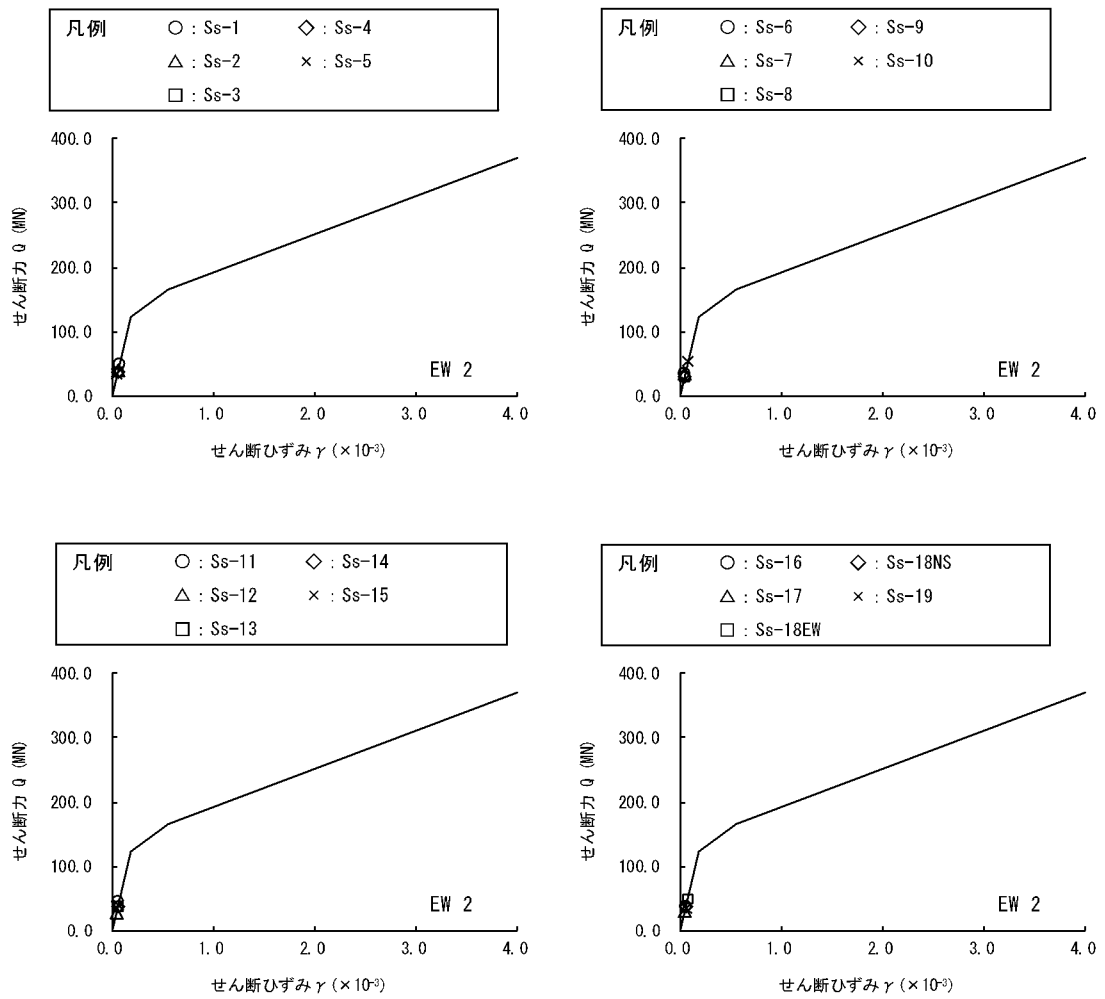 凡例 ○ : Ss-1 ◇ : Ss-4
△ : Ss-2 × : Ss-5
□ : Ss-3
400.0
300.0
200.0
100.0
0.0
せん断力 Q (MN)
EW 2
0.0 1.0 2.0 3.0 4.0
せん断ひずみ γ (×10⁻³)
凡例 ○ : Ss-6 ◇ : Ss-9
△ : Ss-7 × : Ss-10
□ : Ss-8
400.0
300.0
200.0
100.0
0.0
せん断力 Q (MN)
EW 2
0.0 1.0 2.0 3.0 4.0
せん断ひずみ γ (×10⁻³)
凡例 ○ : Ss-11 ◇ : Ss-14
△ : Ss-12 × : Ss-15
□ : Ss-13
400.0
300.0
200.0
100.0
0.0
せん断力 Q (MN)
EW 2
0.0 1.0 2.0 3.0 4.0
せん断ひずみ γ (×10⁻³)
凡例 ○ : Ss-16 ◇ : Ss-18NS
△ : Ss-17 × : Ss-19
□ : Ss-18EW
400.0
300.0
200.0
100.0
0.0
せん断力 Q (MN)
EW 2
0.0 1.0 2.0 3.0 4.0
せん断ひずみ γ (×10⁻³)